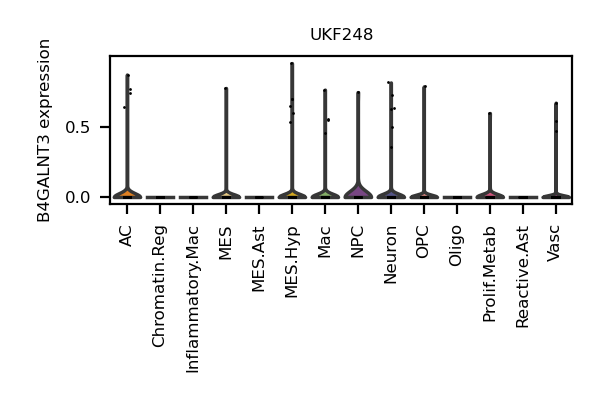 UKF248
B4GALNT3 expression
0.5
0.0
AC
Chromatin.Reg
Inflammatory.Mac
MES
MES.Ast
MES.Hyp
Mac
NPC
Neuron
OPC
Oligo
Prolif.Metab
Reactive.Ast
Vasc